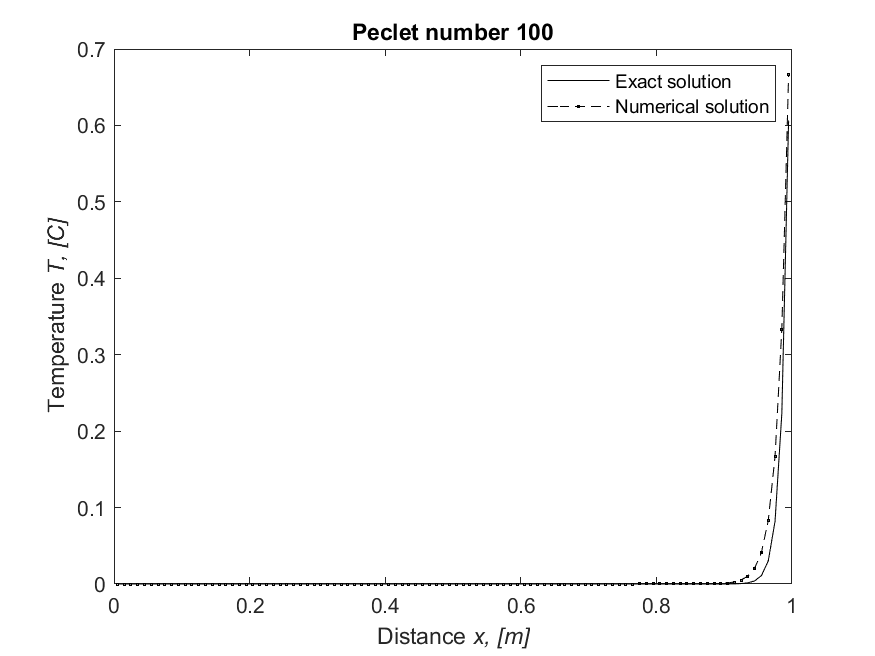 Peclet number 100
Exact solution
Numerical solution
0.7
0.6
0.5
0.4
0.3
0.2
0.1
0
Temperature T, [C]
0 0.2 0.4 0.6 0.8 1
Distance x, [m]